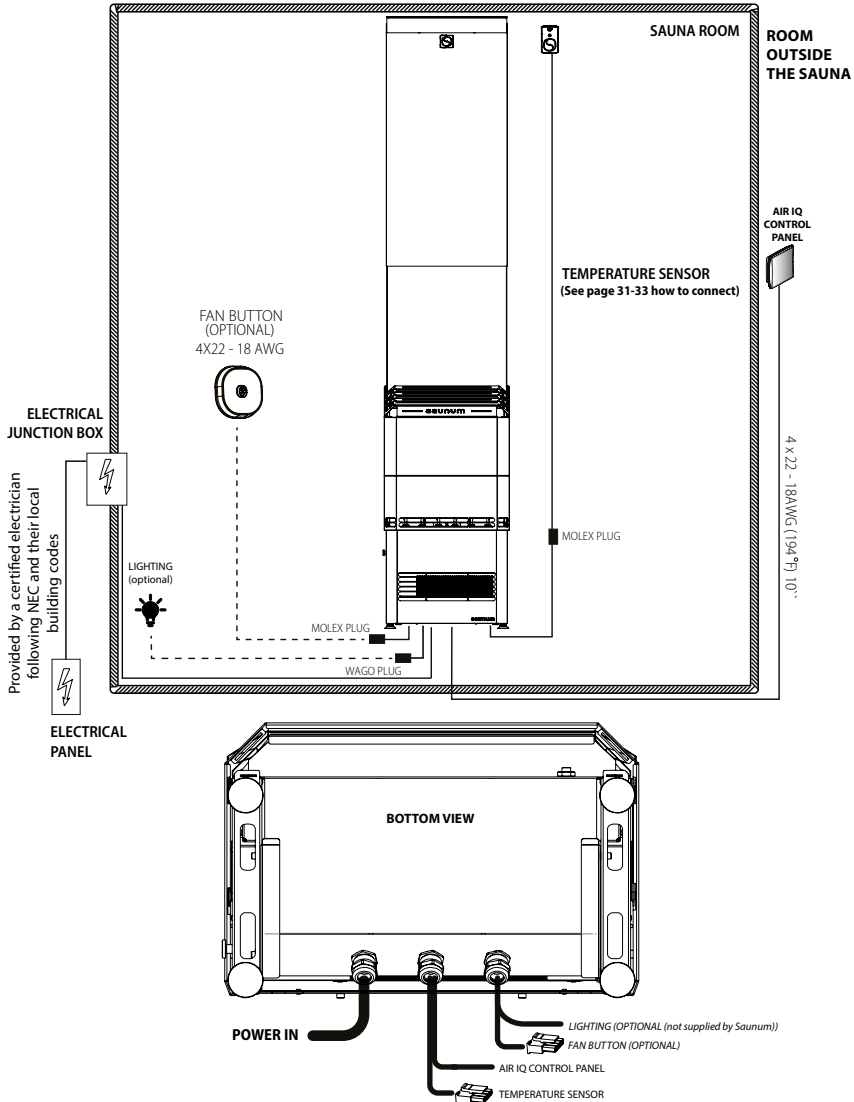 SAUNA ROOM
ROOM
OUTSIDE
THE SAUNA
AIR IQ
CONTROL
PANEL
TEMPERATURE SENSOR
(See page 31-33 how to connect)
FAN BUTTON
(OPTIONAL)
4X22 - 18 AWG
saunum
ELECTRICAL
JUNCTION BOX
4 x 22 - 18AWG (194°F) 10``
Provided by a certified electrician
following NEC and their local
building codes
MOLEX PLUG
LIGHTING
(optional)
saunum
MOLEX PLUG
WAGO PLUG
ELECTRICAL
PANEL
BOTTOM VIEW
POWER IN
LIGHTING (OPTIONAL (not supplied by Saunum))
FAN BUTTON (OPTIONAL)
AIR IQ CONTROL PANEL
TEMPERATURE SENSOR